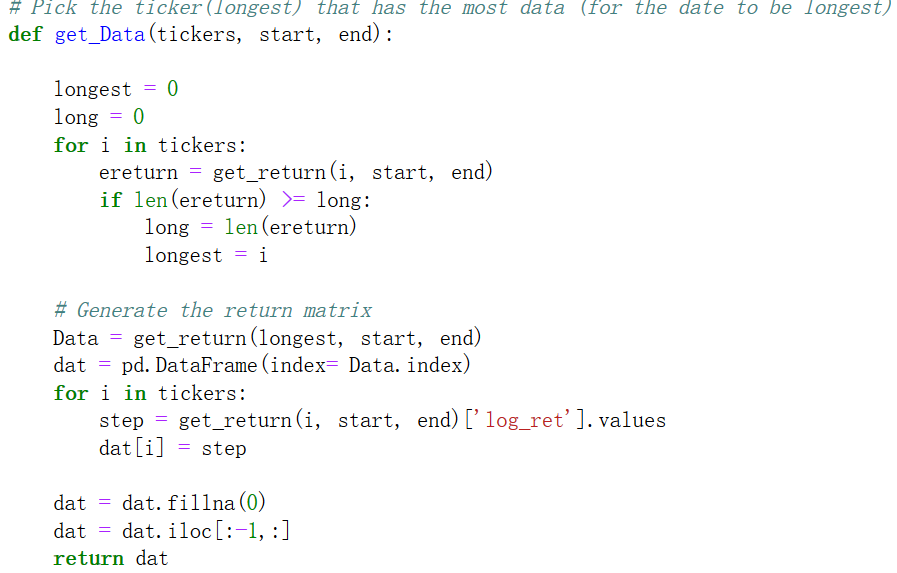 # Pick the ticker(longest) that has the most data (for the date to be longest)
def get_Data(tickers, start, end):
    longest = 0
    long = 0
    for i in tickers:
        ereturn = get_return(i, start, end)
        if len(ereturn) >= long:
            long = len(ereturn)
            longest = i
    # Generate the return matrix
    Data = get_return(longest, start, end)
    dat = pd.DataFrame(index= Data.index)
    for i in tickers:
        step = get_return(i, start, end)['log_ret'].values
        dat[i] = step
    dat = dat.fillna(0)
    dat = dat.iloc[:-1,:]
    return dat